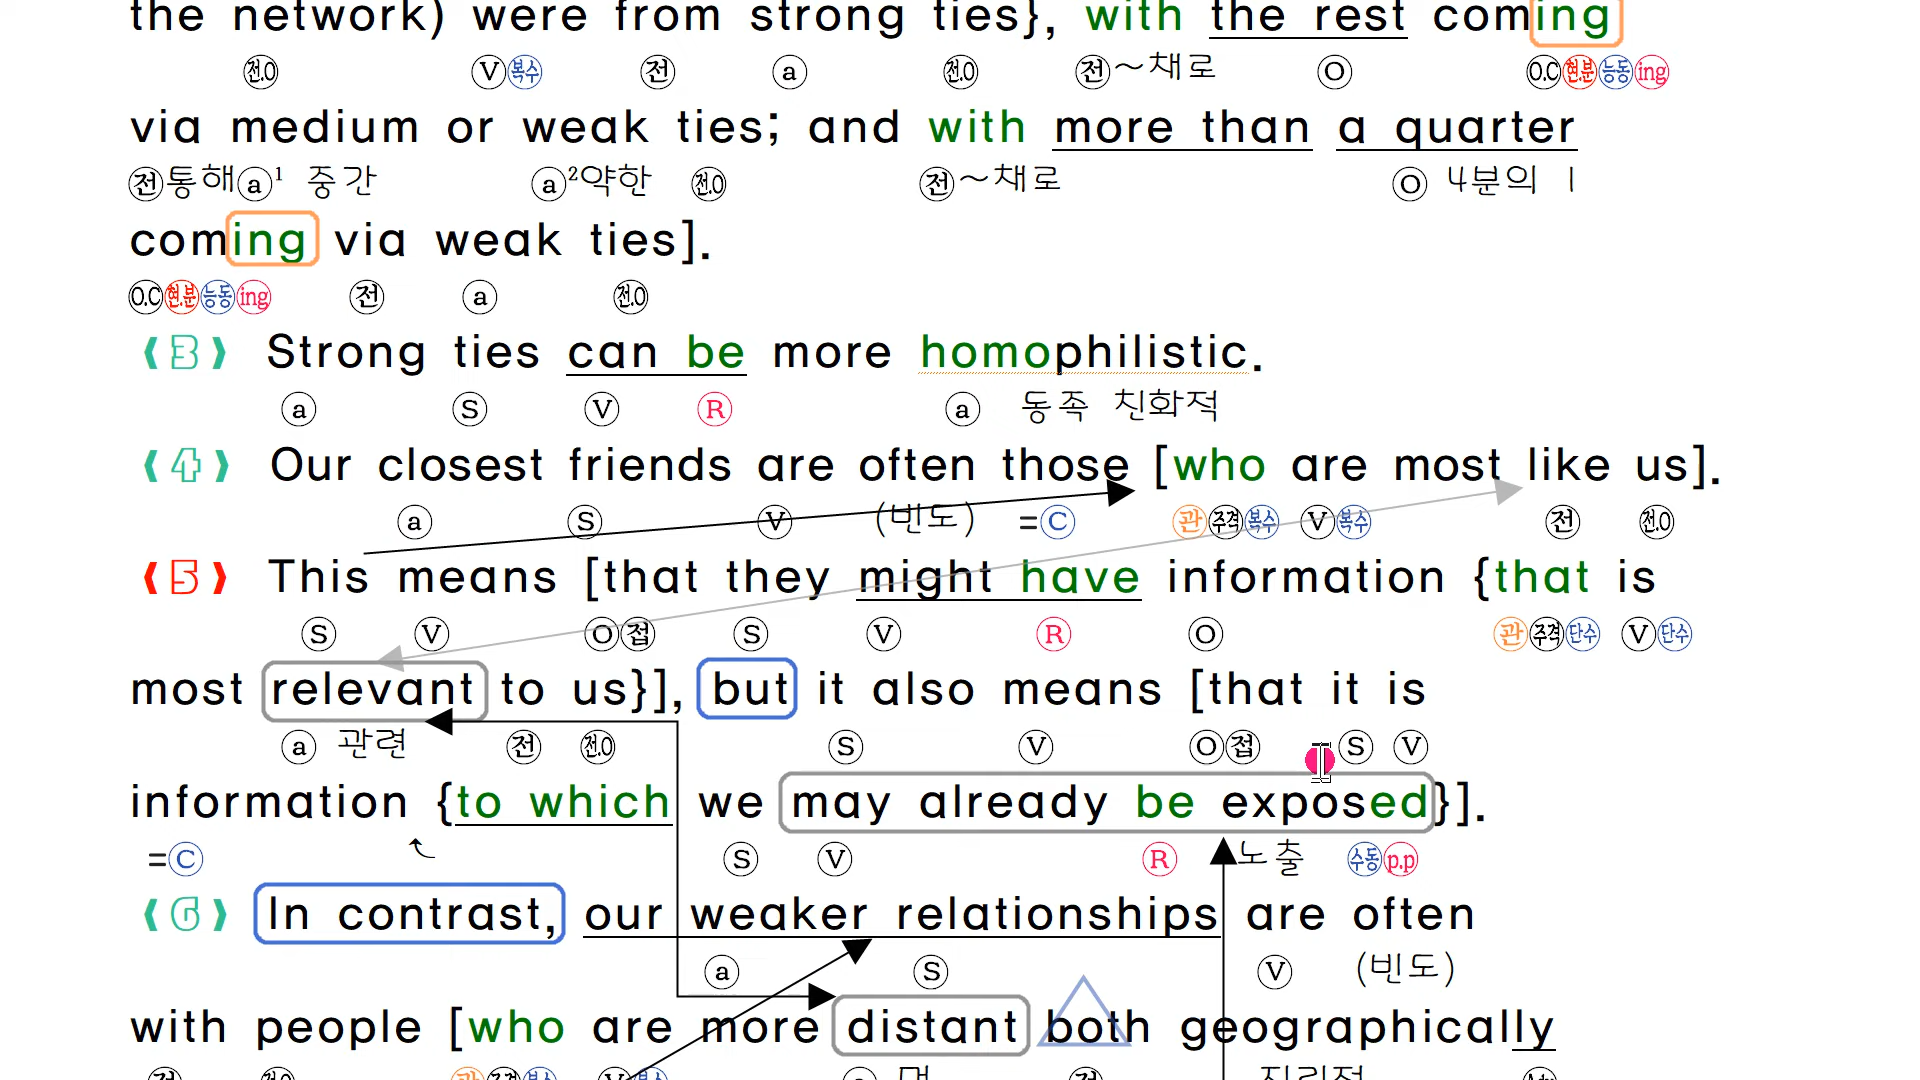 the network) were from strong ties}, with the rest coming
전.O V 복수 전 a 전.O 전 ~채로 O O.C 현.분 능동 ing
via medium or weak ties; and with more than a quarter
전 통해 a 1 중간 a 2 약한 전.O 전 ~채로 O 4분의 1
coming via weak ties].
O.C 현.분 능동 ing 전 a 전.O
(3) Strong ties can be more homophilistic.
a S V R a 동족 친화적
(4) Our closest friends are often those [who are most like us].
a S V (빈도) =C 관 주격 복수 V 복수 전 전.O
(5) This means [that they might have information {that is
S V O 접 S V R O 관 주격 단수 V 단수
most relevant to us}], but it also means [that it is
a 관련 전 전.O S V O 접 S V
information {to which we may already be exposed}].
=C S V R 노출 수동 p.p
(6) In contrast, our weaker relationships are often
a S V (빈도)
with people [who are more distant both geographically